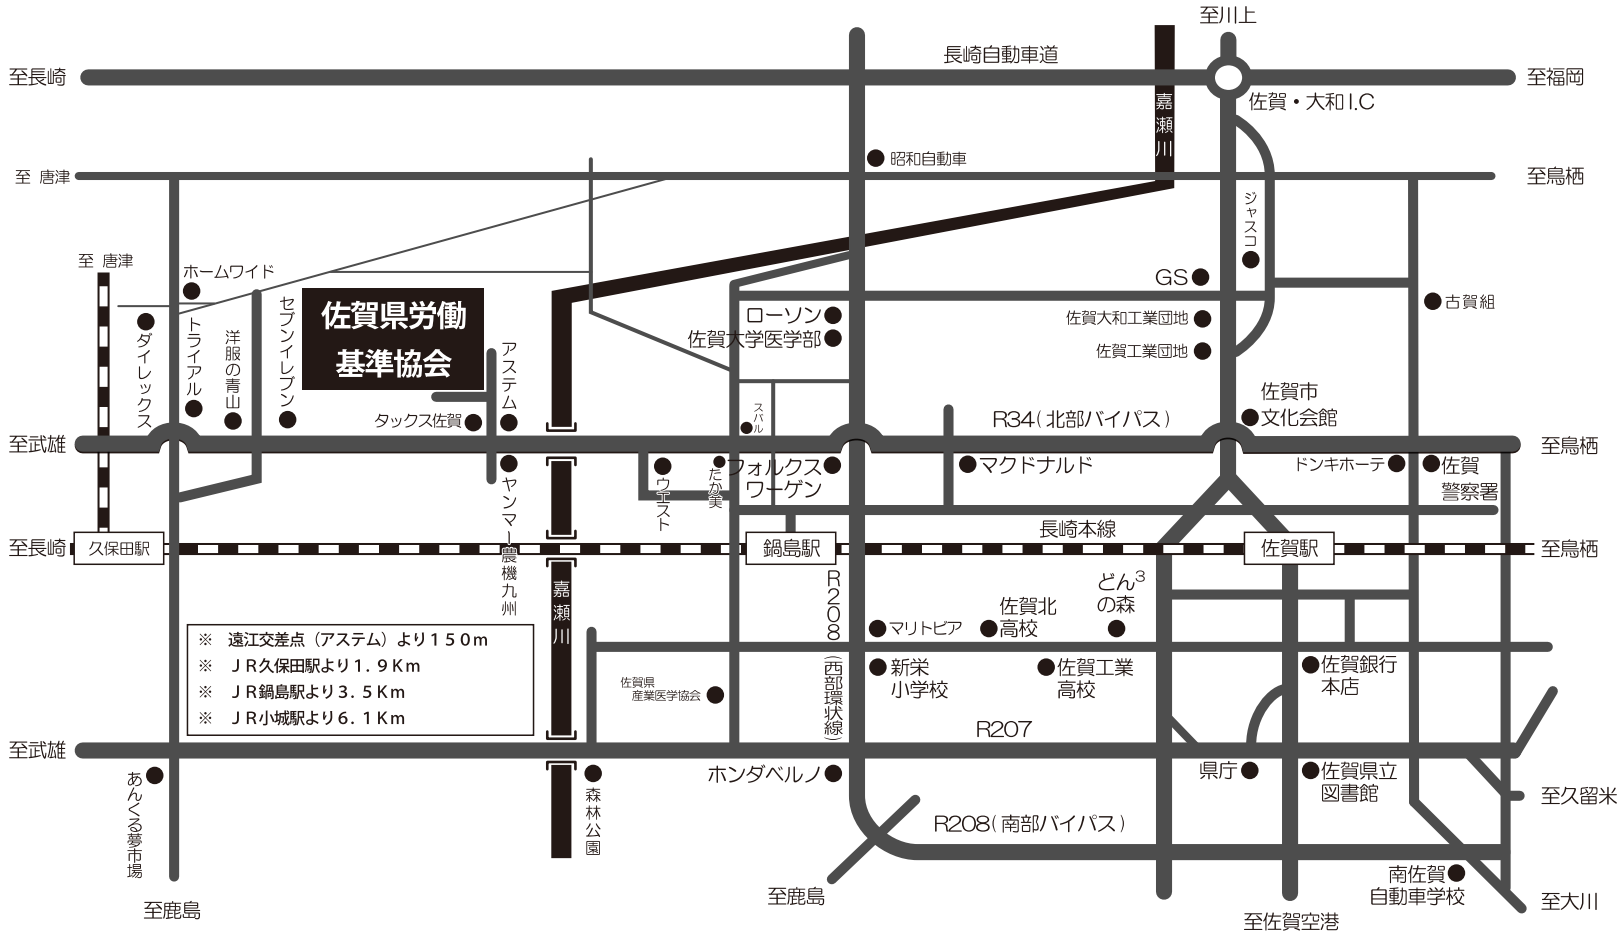 至川上
長崎自動車道
至長崎
至福岡
佐賀・大和I.C
嘉瀬川
昭和自動車
至 唐津
至鳥栖
ジャスコ
至 唐津
ホームワイド
GS
セブンイレブン
佐賀県労働
基準協会
古賀組
ローソン
佐賀大学医学部
佐賀大和工業団地
佐賀工業団地
ダイレックス
トライアル
洋服の青山
アステム
タックス佐賀
スバル
R34(北部バイパス)
佐賀市
文化会館
至武雄
至鳥栖
ヤンマー農機九州
ウエスト
たか美
フォルクス
ワーゲン
マクドナルド
ドンキホーテ
佐賀
警察署
長崎本線
至長崎
久保田駅
鍋島駅
佐賀駅
至鳥栖
嘉瀬川
R208(西部環状線)
どん3
の森
佐賀北
高校
マリトピア
※ 遠江交差点（アステム）より１５０ｍ
※ ＪＲ久保田駅より１．９Ｋｍ
※ ＪＲ鍋島駅より３．５Ｋｍ
※ ＪＲ小城駅より６．１Ｋｍ
佐賀県
産業医学協会
新栄
小学校
佐賀工業
高校
佐賀銀行
本店
R207
至武雄
あんくる夢市場
森林公園
ホンダベルノ
県庁
佐賀県立
図書館
至久留米
R208(南部バイパス)
南佐賀
自動車学校
至鹿島
至鹿島
至佐賀空港
至大川